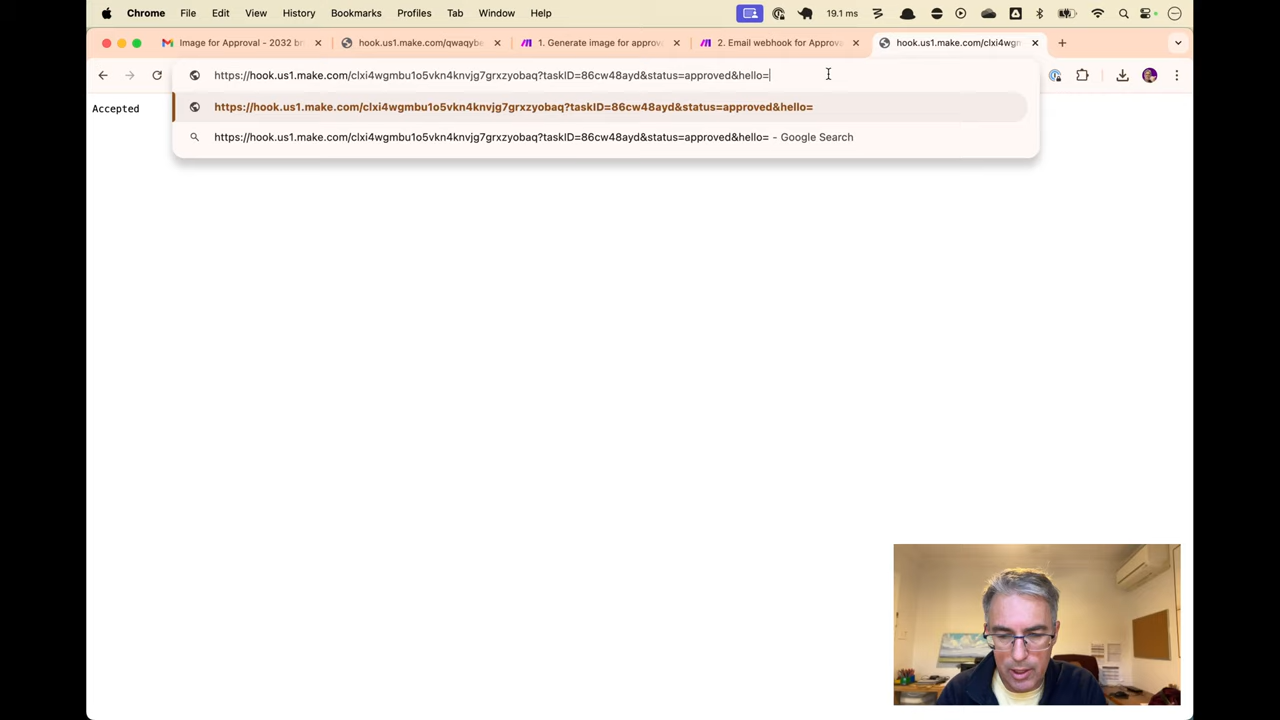 Chrome File Edit View History Bookmarks Profiles Tab Window Help 19.1 ms
Image for Approval - 2032 br hook.us1.make.com/qwaqybe 1. Generate image for approv 2. Email webhook for Approva hook.us1.make.com/clxi4wgm
https://hook.us1.make.com/clxi4wgmbu1o5vkn4knvjg7grxzyobaq?taskID=86cw48ayd&status=approved&hello=
Accepted
https://hook.us1.make.com/clxi4wgmbu1o5vkn4knvjg7grxzyobaq?taskID=86cw48ayd&status=approved&hello=
https://hook.us1.make.com/clxi4wgmbu1o5vkn4knvjg7grxzyobaq?taskID=86cw48ayd&status=approved&hello= - Google Search